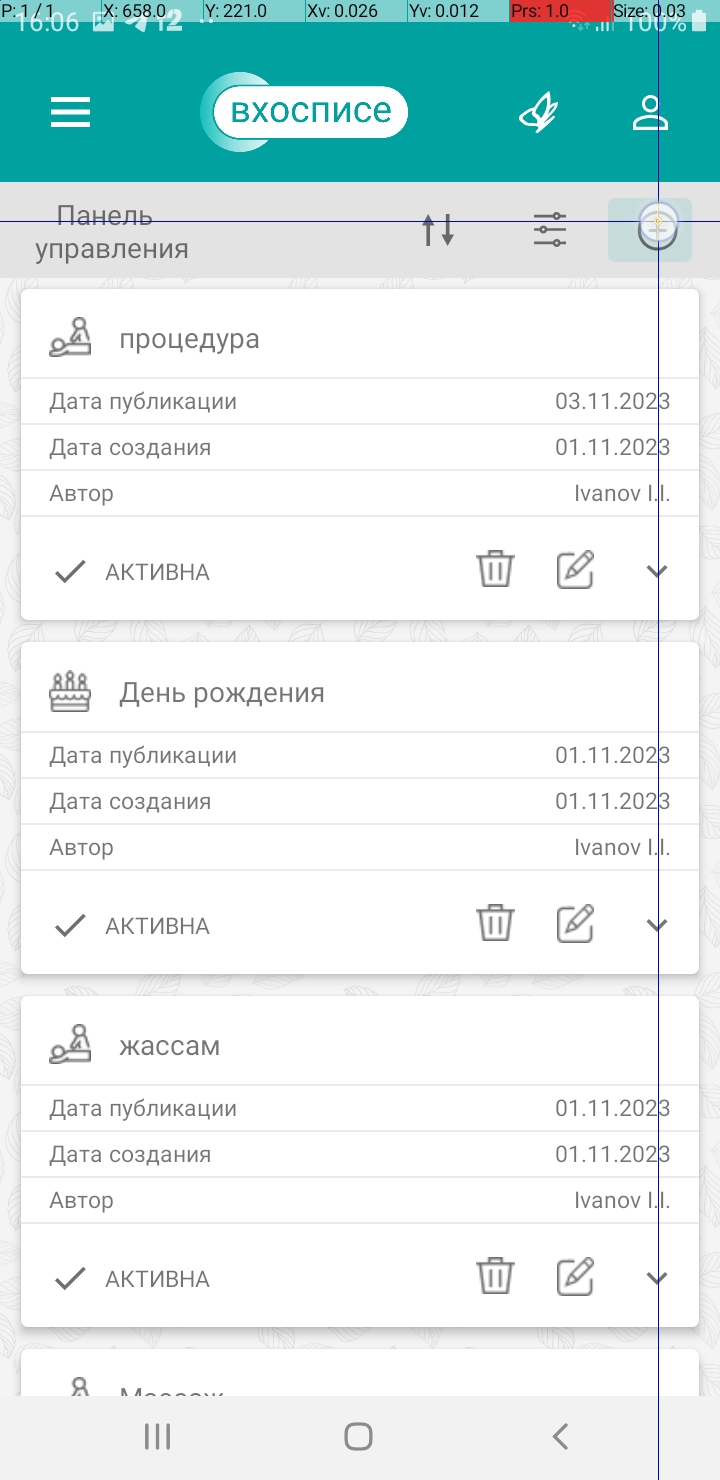 P: 1 / 1 X: 658.0 Y: 221.0 Xv: 0.026 Yv: 0.012 Prs: 1.0 Size: 0.03
16:06 100%
вхосписе
Панель
управления
процедура
Дата публикации 03.11.2023
Дата создания 01.11.2023
Автор Ivanov I.I.
АКТИВНА
День рождения
Дата публикации 01.11.2023
Дата создания 01.11.2023
Автор Ivanov I.I.
АКТИВНА
жассам
Дата публикации 01.11.2023
Дата создания 01.11.2023
Автор Ivanov I.I.
АКТИВНА
Массаж